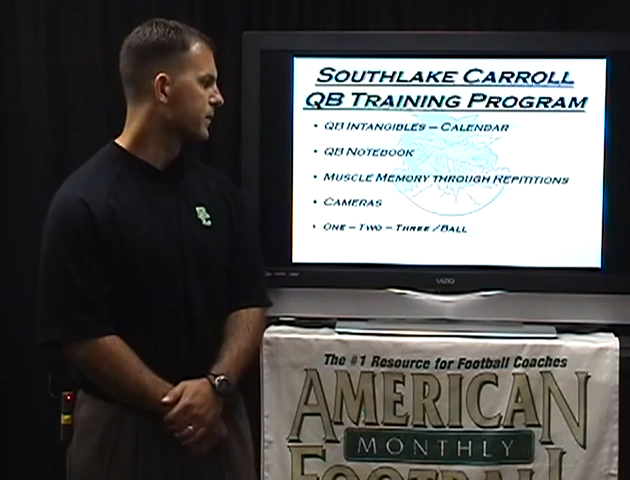 SOUTHLAKE CARROLL
QB TRAINING PROGRAM
• QB INTANGIBLES – CALENDAR
• QB NOTEBOOK
• MUSCLE MEMORY THROUGH REPITITIONS
• CAMERAS
• ONE – TWO – THREE / BALL
VIZIO
The #1 Resource for Football Coaches
AMERICAN
MONTHLY
FOOTBALL